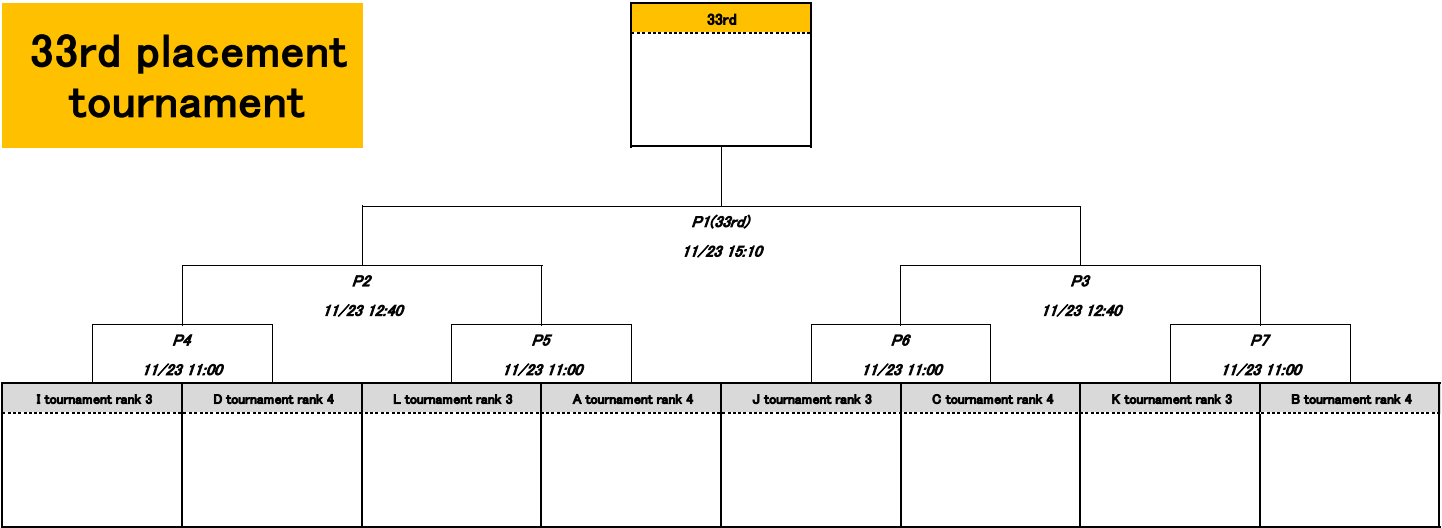 33rd placement
tournament
33rd
P1(33rd)
11/23 15:10
P2
11/23 12:40
P3
11/23 12:40
P4
11/23 11:00
P5
11/23 11:00
P6
11/23 11:00
P7
11/23 11:00
I tournament rank 3
D tournament rank 4
L tournament rank 3
A tournament rank 4
J tournament rank 3
C tournament rank 4
K tournament rank 3
B tournament rank 4